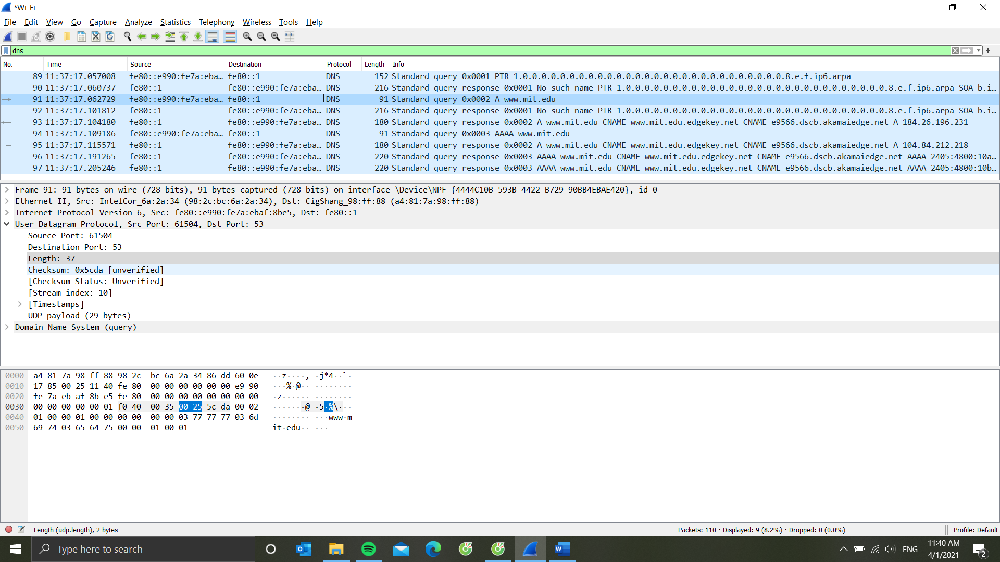 *Wi-Fi
File Edit View Go Capture Analyze Statistics Telephony Wireless Tools Help
dns
No. Time Source Destination Protocol Length Info
89 11:37:17.057008 fe80::e990:fe7a:eba… fe80::1 DNS 152 Standard query 0x0001 PTR 1.0.0.0.0.0.0.0.0.0.0.0.0.0.0.0.0.0.0.0.0.0.0.0.0.0.0.0.0.8.e.f.ip6.arpa
90 11:37:17.060737 fe80::1 fe80::e990:fe7a:eba… DNS 216 Standard query response 0x0001 No such name PTR 1.0.0.0.0.0.0.0.0.0.0.0.0.0.0.0.0.0.0.0.0.0.0.0.0.0.0.0.0.8.e.f.ip6.arpa SOA b.i…
91 11:37:17.062729 fe80::e990:fe7a:eba… fe80::1 DNS 91 Standard query 0x0002 A www.mit.edu
92 11:37:17.101812 fe80::1 fe80::e990:fe7a:eba… DNS 216 Standard query response 0x0001 No such name PTR 1.0.0.0.0.0.0.0.0.0.0.0.0.0.0.0.0.0.0.0.0.0.0.0.0.0.0.0.0.8.e.f.ip6.arpa SOA b.i…
93 11:37:17.104180 fe80::1 fe80::e990:fe7a:eba… DNS 180 Standard query response 0x0002 A www.mit.edu CNAME www.mit.edu.edgekey.net CNAME e9566.dscb.akamaiedge.net A 184.26.196.231
94 11:37:17.109186 fe80::e990:fe7a:eba… fe80::1 DNS 91 Standard query 0x0003 AAAA www.mit.edu
95 11:37:17.115571 fe80::1 fe80::e990:fe7a:eba… DNS 180 Standard query response 0x0002 A www.mit.edu CNAME www.mit.edu.edgekey.net CNAME e9566.dscb.akamaiedge.net A 104.84.212.218
96 11:37:17.191265 fe80::1 fe80::e990:fe7a:eba… DNS 220 Standard query response 0x0003 AAAA www.mit.edu CNAME www.mit.edu.edgekey.net CNAME e9566.dscb.akamaiedge.net AAAA 2405:4800:10a…
97 11:37:17.205246 fe80::1 fe80::e990:fe7a:eba… DNS 220 Standard query response 0x0003 AAAA www.mit.edu CNAME www.mit.edu.edgekey.net CNAME e9566.dscb.akamaiedge.net AAAA 2405:4800:10b…
Frame 91: 91 bytes on wire (728 bits), 91 bytes captured (728 bits) on interface \Device\NPF_{4444C10B-593B-4422-B729-90BB4EBAE420}, id 0
Ethernet II, Src: IntelCor_6a:2a:34 (98:2c:bc:6a:2a:34), Dst: CigShang_98:ff:88 (a4:81:7a:98:ff:88)
Internet Protocol Version 6, Src: fe80::e990:fe7a:ebaf:8be5, Dst: fe80::1
User Datagram Protocol, Src Port: 61504, Dst Port: 53
Source Port: 61504
Destination Port: 53
Length: 37
Checksum: 0x5cda [unverified]
[Checksum Status: Unverified]
[Stream index: 10]
[Timestamps]
UDP payload (29 bytes)
Domain Name System (query)
0000 a4 81 7a 98 ff 88 98 2c bc 6a 2a 34 86 dd 60 0e ··z····, ·j*4··`·
0010 17 85 00 25 11 40 fe 80 00 00 00 00 00 00 e9 90 ···%·@·· ········
0020 fe 7a eb af 8b e5 fe 80 00 00 00 00 00 00 00 00 ·z······ ········
0030 00 00 00 00 00 01 f0 40 00 35 00 25 5c da 00 02 ·······@ ·5·%\···
0040 01 00 00 01 00 00 00 00 00 00 03 77 77 77 03 6d ········ ···www·m
0050 69 74 03 65 64 75 00 00 01 00 01 it·edu·· ···
Length (udp.length), 2 bytes
Packets: 110 · Displayed: 9 (8.2%) · Dropped: 0 (0.0%)
Profile: Default
Type here to search
ENG
11:40 AM
4/1/2021
2